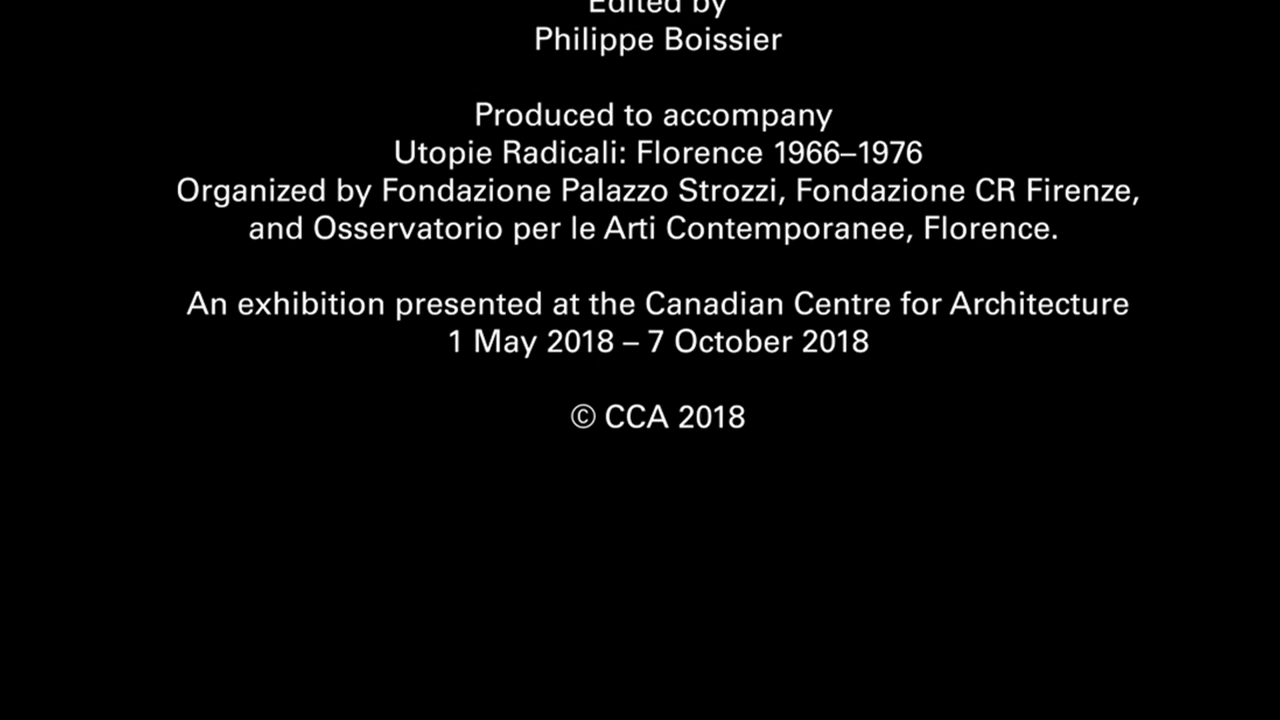 Edited by
Philippe Boissier
Produced to accompany
Utopie Radicali: Florence 1966–1976
Organized by Fondazione Palazzo Strozzi, Fondazione CR Firenze,
and Osservatorio per le Arti Contemporanee, Florence.
An exhibition presented at the Canadian Centre for Architecture
1 May 2018 – 7 October 2018
© CCA 2018